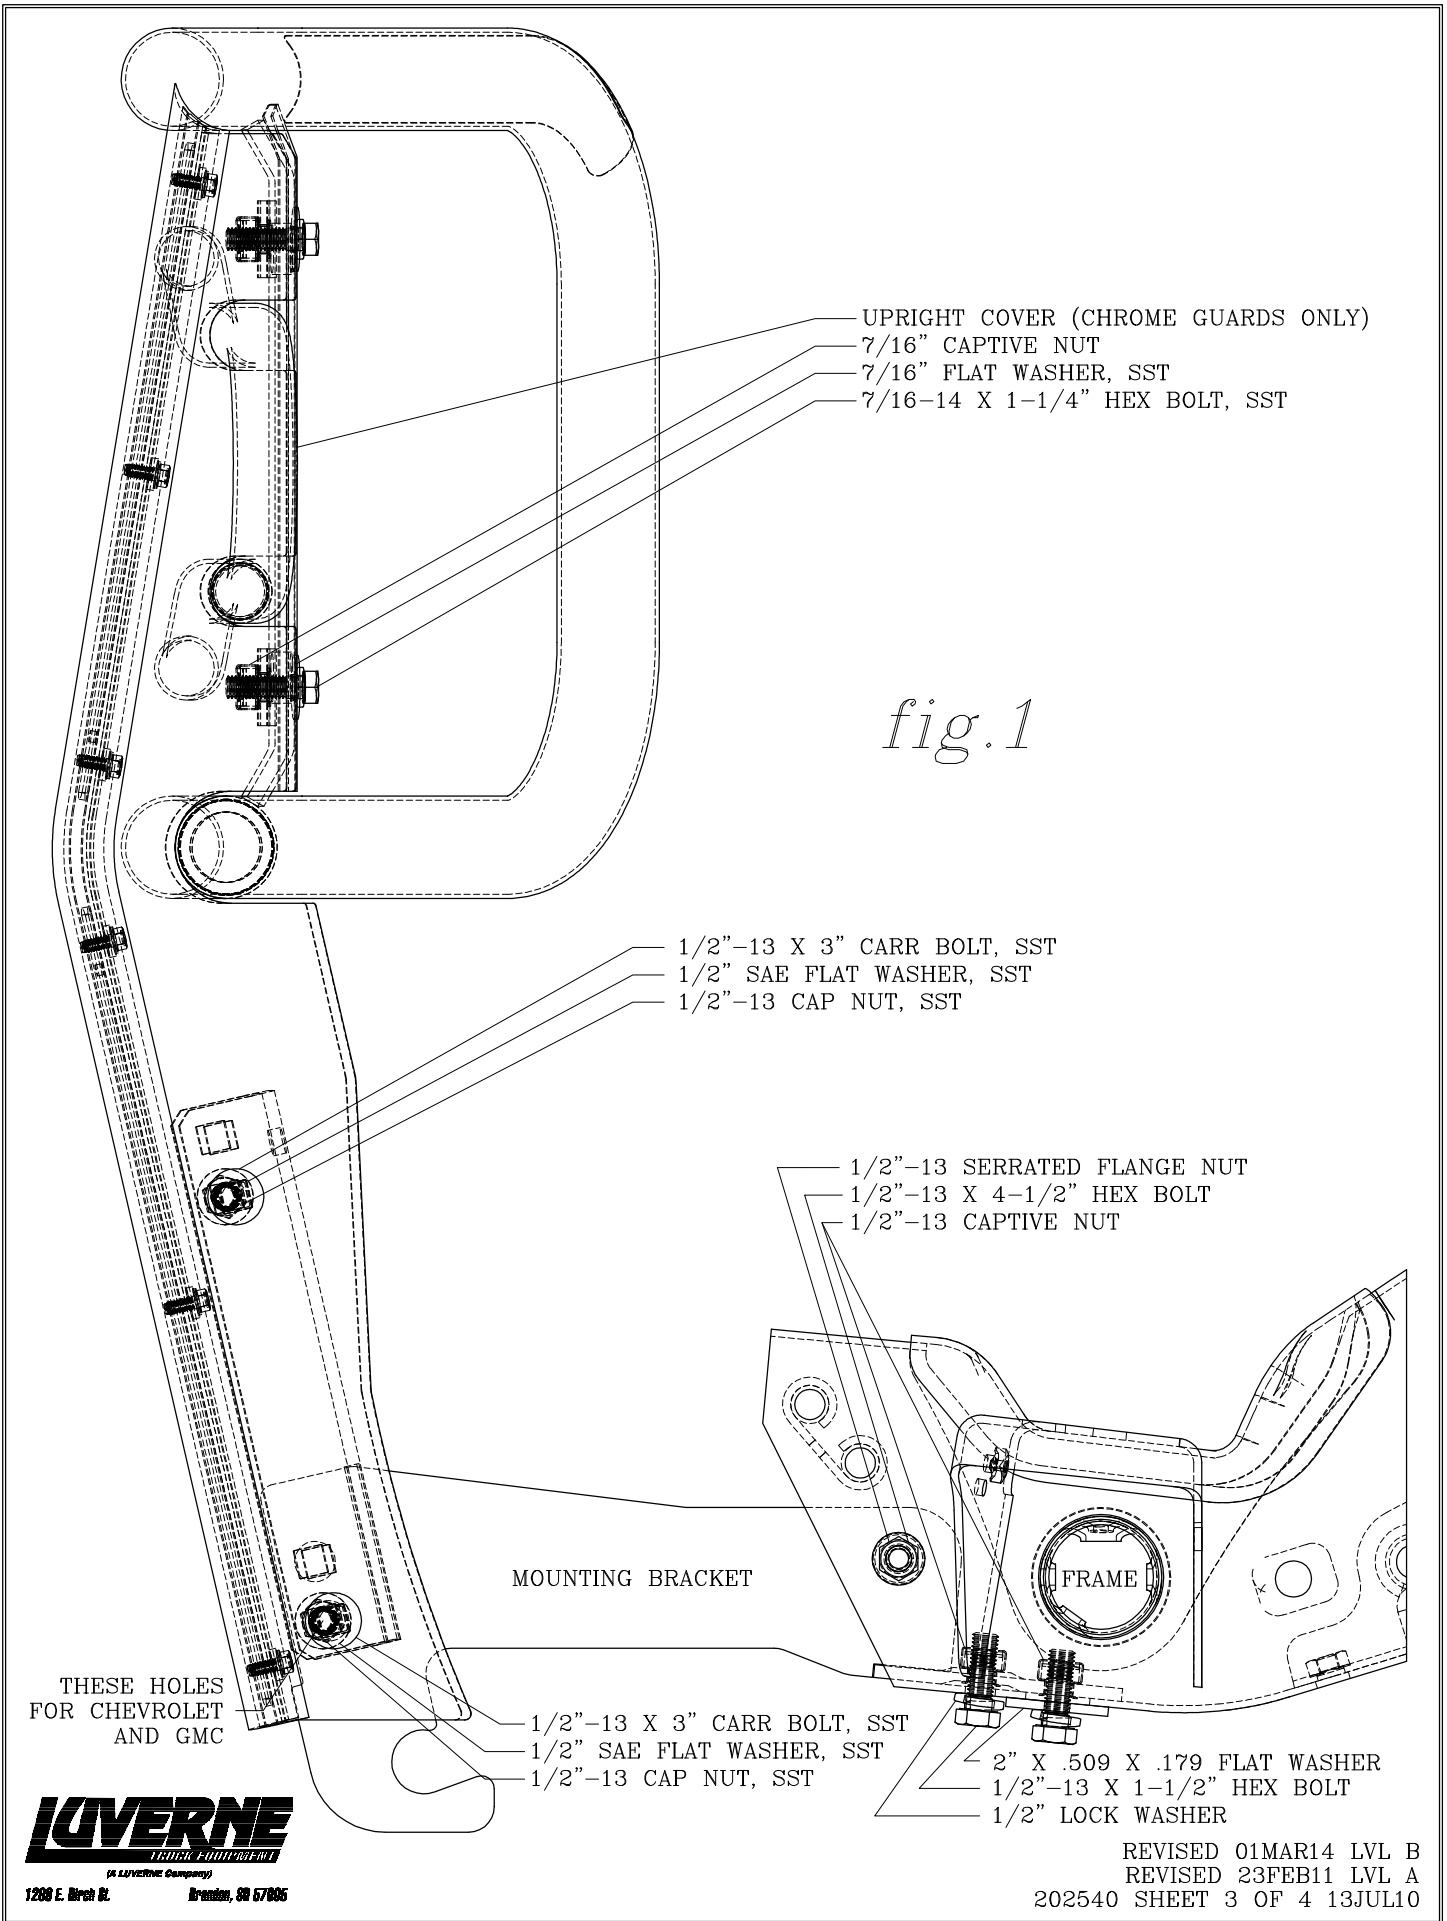 UPRIGHT COVER (CHROME GUARDS ONLY)
7/16" CAPTIVE NUT
7/16" FLAT WASHER, SST
7/16-14 X 1-1/4" HEX BOLT, SST
fig.1
1/2"-13 X 3" CARR BOLT, SST
1/2" SAE FLAT WASHER, SST
1/2"-13 CAP NUT, SST
1/2"-13 SERRATED FLANGE NUT
1/2"-13 X 4-1/2" HEX BOLT
1/2"-13 CAPTIVE NUT
MOUNTING BRACKET
FRAME
THESE HOLES
FOR CHEVROLET
AND GMC
1/2"-13 X 3" CARR BOLT, SST
1/2" SAE FLAT WASHER, SST
1/2"-13 CAP NUT, SST
2" X .509 X .179 FLAT WASHER
1/2"-13 X 1-1/2" HEX BOLT
1/2" LOCK WASHER
LUVERNE
TRUCK EQUIPMENT
(A LUVERNE Company)
1200 E. Birch St. Brandon, SD 57005
REVISED 01MAR14 LVL B
REVISED 23FEB11 LVL A
202540 SHEET 3 OF 4 13JUL10